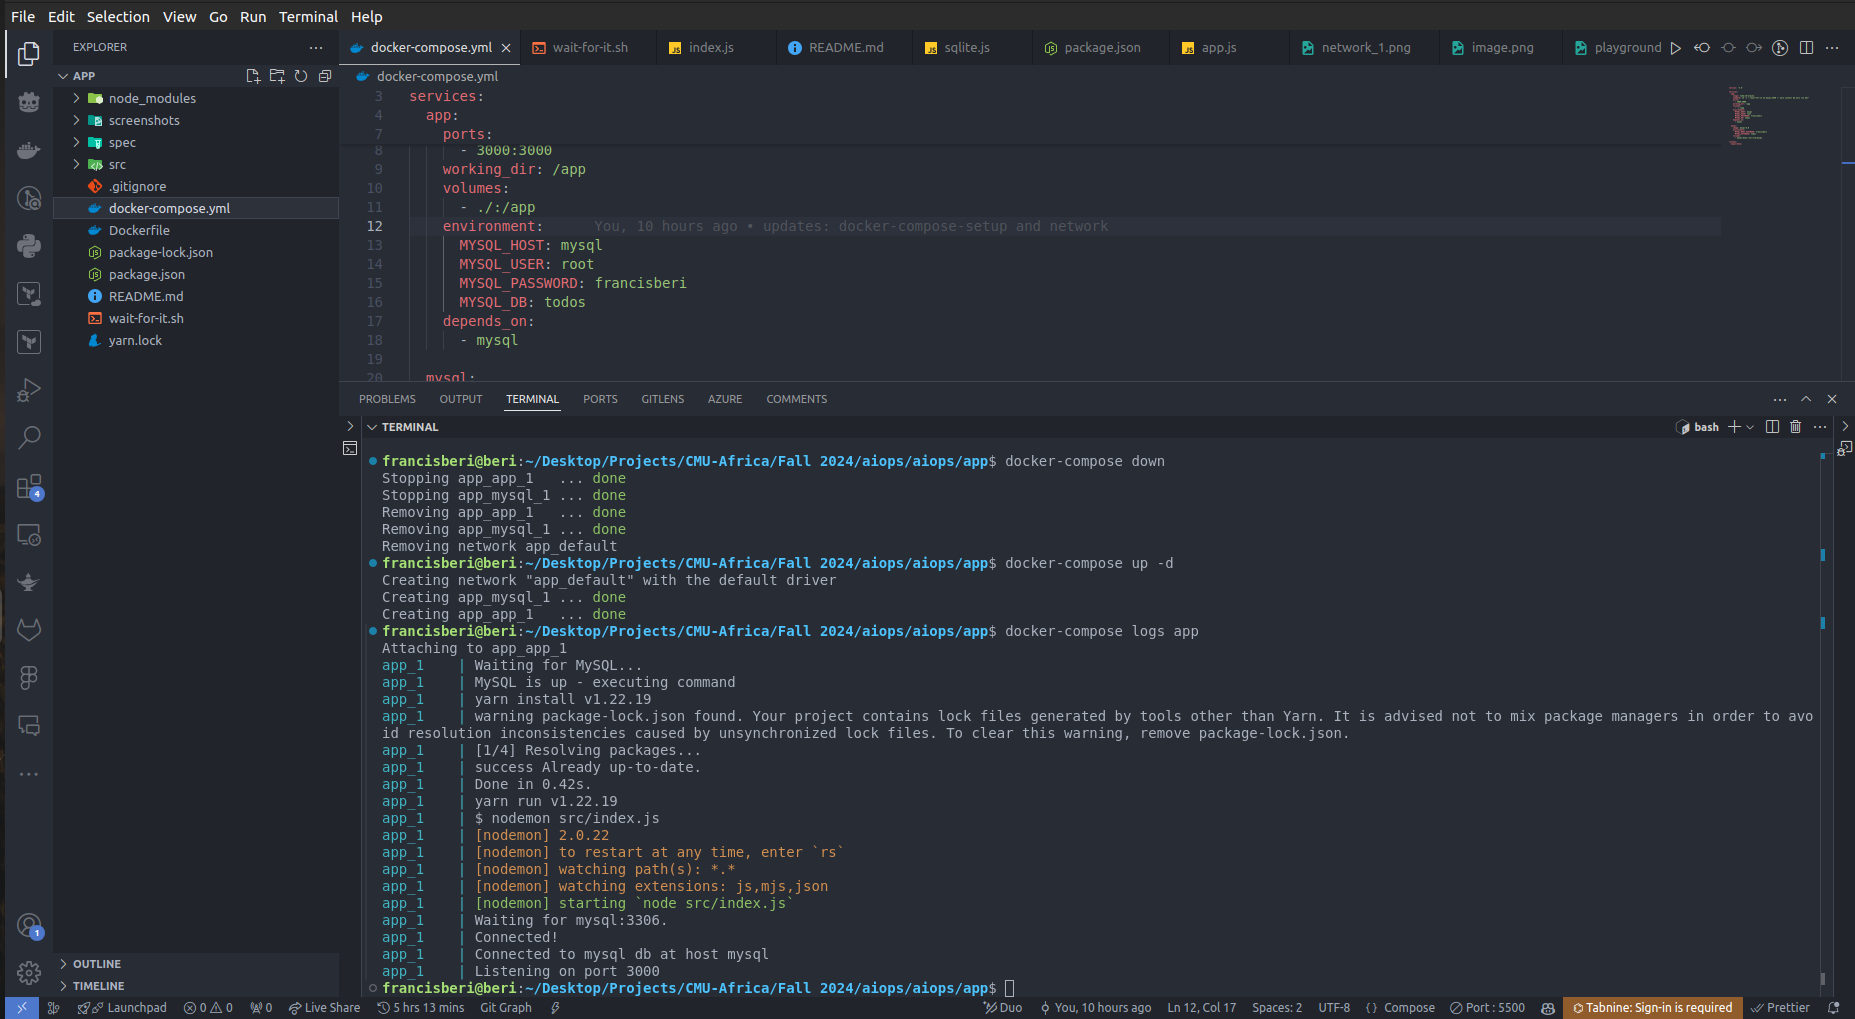 File Edit Selection View Go Run Terminal Help
EXPLORER
APP
node_modules
screenshots
spec
src
.gitignore
docker-compose.yml
Dockerfile
package-lock.json
package.json
README.md
wait-for-it.sh
yarn.lock
OUTLINE
TIMELINE
docker-compose.yml wait-for-it.sh index.js README.md sqlite.js package.json app.js network_1.png image.png playground
docker-compose.yml
3 services:
4 app:
7 ports:
8 - 3000:3000
9 working_dir: /app
10 volumes:
11 - ./:/app
12 environment: You, 10 hours ago • updates: docker-compose-setup and network
13 MYSQL_HOST: mysql
14 MYSQL_USER: root
15 MYSQL_PASSWORD: francisberi
16 MYSQL_DB: todos
17 depends_on:
18 - mysql
19
20 mysql:
PROBLEMS OUTPUT TERMINAL PORTS GITLENS AZURE COMMENTS
TERMINAL
bash
francisberi@beri:~/Desktop/Projects/CMU-Africa/Fall 2024/aiops/aiops/app$ docker-compose down
Stopping app_app_1 ... done
Stopping app_mysql_1 ... done
Removing app_app_1 ... done
Removing app_mysql_1 ... done
Removing network app_default
francisberi@beri:~/Desktop/Projects/CMU-Africa/Fall 2024/aiops/aiops/app$ docker-compose up -d
Creating network "app_default" with the default driver
Creating app_mysql_1 ... done
Creating app_app_1 ... done
francisberi@beri:~/Desktop/Projects/CMU-Africa/Fall 2024/aiops/aiops/app$ docker-compose logs app
Attaching to app_app_1
app_1 | Waiting for MySQL...
app_1 | MySQL is up - executing command
app_1 | yarn install v1.22.19
app_1 | warning package-lock.json found. Your project contains lock files generated by tools other than Yarn. It is advised not to mix package managers in order to avo
id resolution inconsistencies caused by unsynchronized lock files. To clear this warning, remove package-lock.json.
app_1 | [1/4] Resolving packages...
app_1 | success Already up-to-date.
app_1 | Done in 0.42s.
app_1 | yarn run v1.22.19
app_1 | $ nodemon src/index.js
app_1 | [nodemon] 2.0.22
app_1 | [nodemon] to restart at any time, enter `rs`
app_1 | [nodemon] watching path(s): *.*
app_1 | [nodemon] watching extensions: js,mjs,json
app_1 | [nodemon] starting `node src/index.js`
app_1 | Waiting for mysql:3306.
app_1 | Connected!
app_1 | Connected to mysql db at host mysql
app_1 | Listening on port 3000
francisberi@beri:~/Desktop/Projects/CMU-Africa/Fall 2024/aiops/aiops/app$
4
1
Launchpad 0 0 0 Live Share 5 hrs 13 mins Git Graph Duo You, 10 hours ago Ln 12, Col 17 Spaces: 2 UTF-8 {} Compose Port : 5500 Tabnine: Sign-in is required Prettier